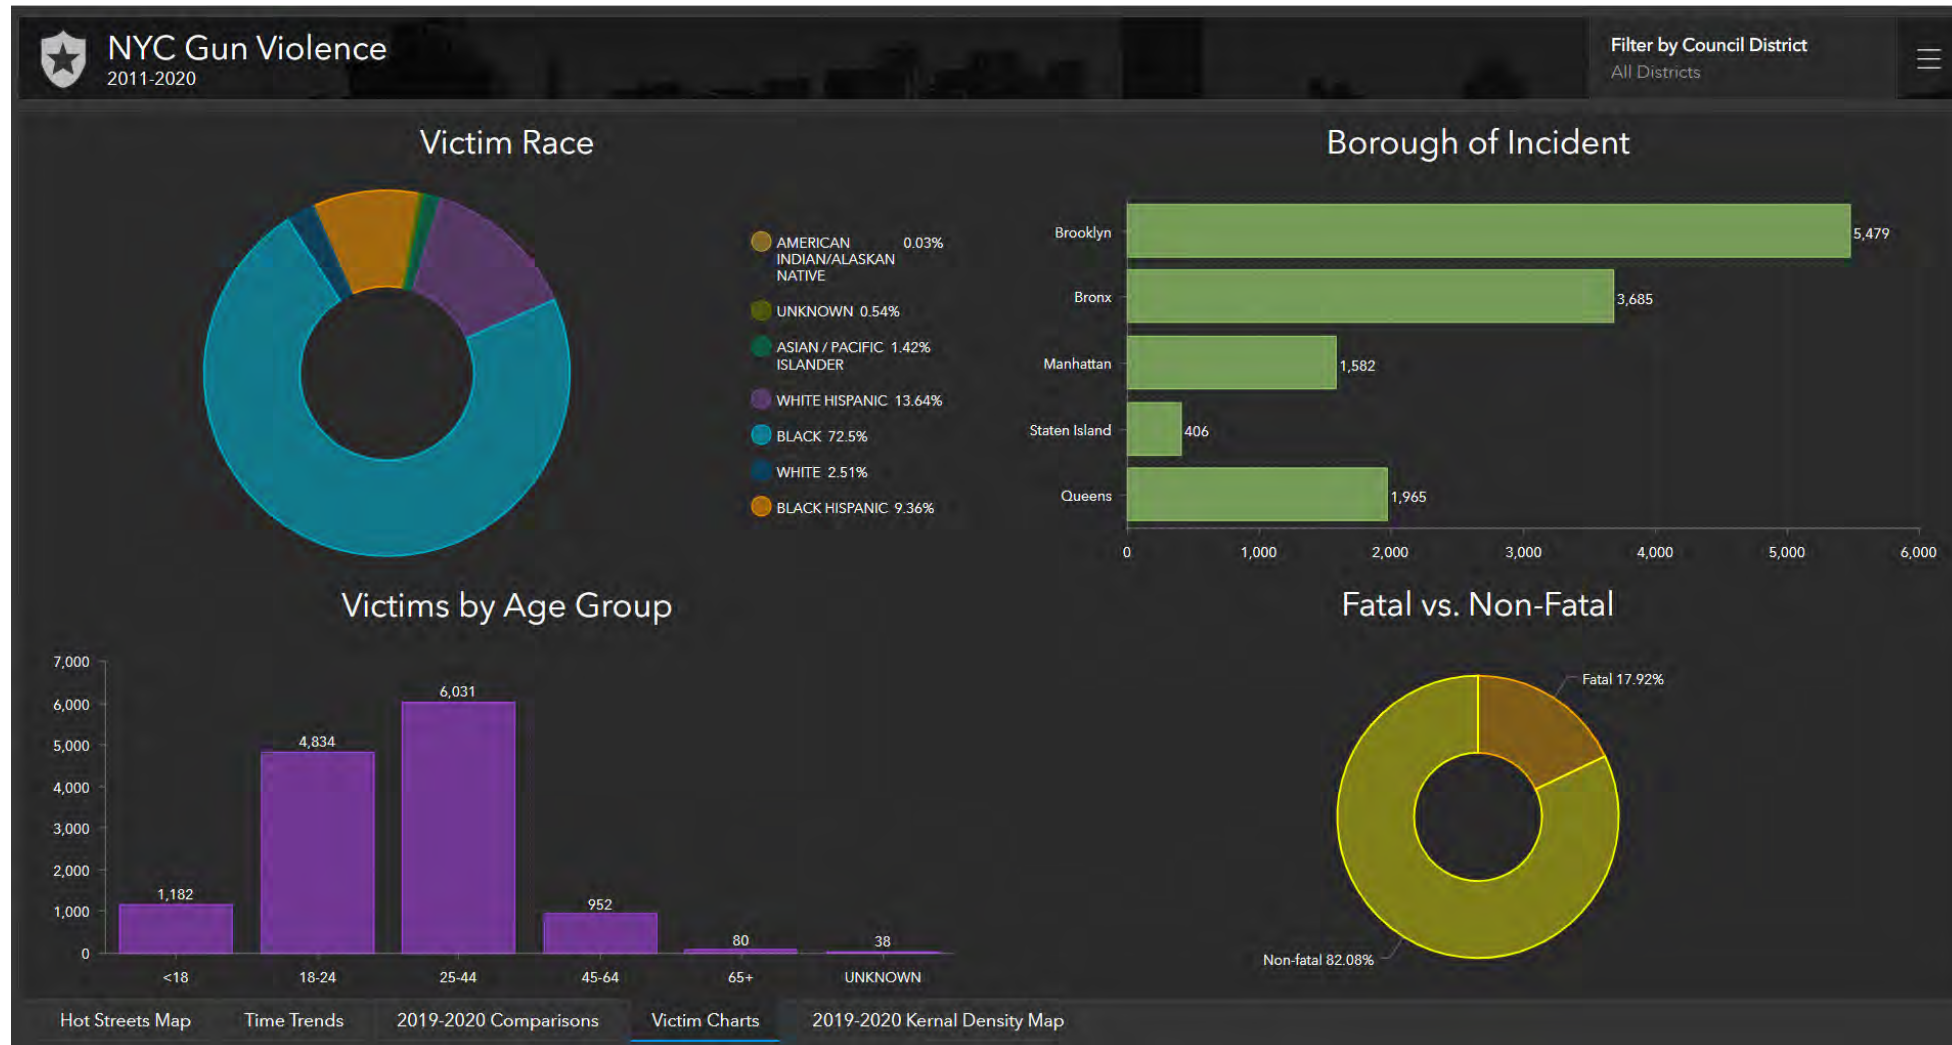 NYC Gun Violence
2011-2020
Filter by Council District
All Districts
Victim Race
AMERICAN 0.03%
INDIAN/ALASKAN
NATIVE
UNKNOWN 0.54%
ASIAN / PACIFIC 1.42%
ISLANDER
WHITE HISPANIC 13.64%
BLACK 72.5%
WHITE 2.51%
BLACK HISPANIC 9.36%
Borough of Incident
Brooklyn 5,479
Bronx 3,685
Manhattan 1,582
Staten Island 406
Queens 1,965
0 1,000 2,000 3,000 4,000 5,000 6,000
Victims by Age Group
7,000
6,000
5,000
4,000
3,000
2,000
1,000
0
1,182
4,834
6,031
952
80
38
<18 18-24 25-44 45-64 65+ UNKNOWN
Fatal vs. Non-Fatal
Fatal 17.92%
Non-fatal 82.08%
Hot Streets Map Time Trends 2019-2020 Comparisons Victim Charts 2019-2020 Kernal Density Map